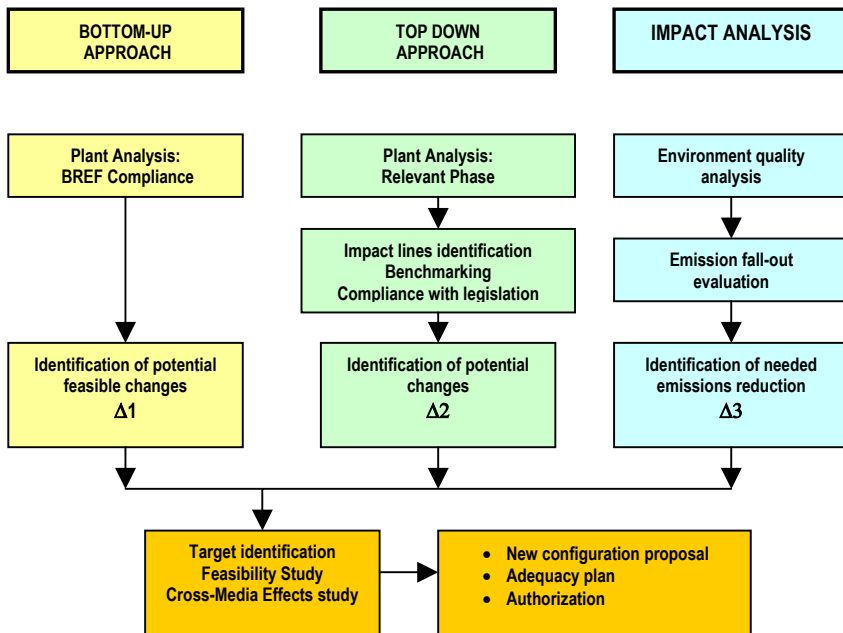 BOTTOM-UP
APPROACH
TOP DOWN
APPROACH
IMPACT ANALYSIS
Plant Analysis:
BREF Compliance
Plant Analysis:
Relevant Phase
Environment quality
analysis
Impact lines identification
Benchmarking
Compliance with legislation
Emission fall-out
evaluation
Identification of potential
feasible changes
Δ1
Identification of potential
changes
Δ2
Identification of needed
emissions reduction
Δ3
Target identification
Feasibility Study
Cross-Media Effects study
• New configuration proposal
• Adequacy plan
• Authorization